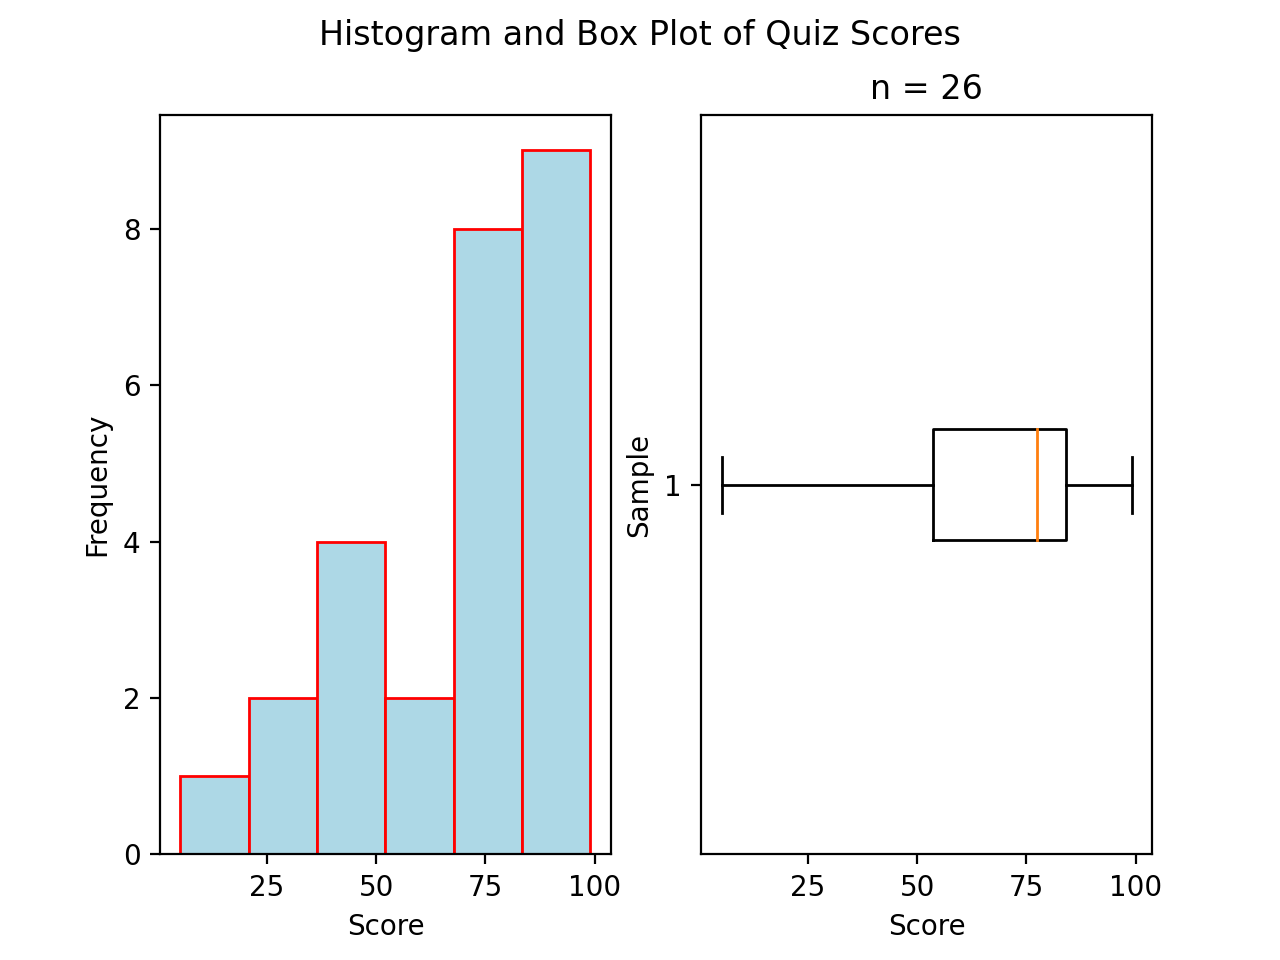 Histogram and Box Plot of Quiz Scores
8
6
4
2
0
Frequency
25 50 75 100
Score
n = 26
Sample
1
25 50 75 100
Score